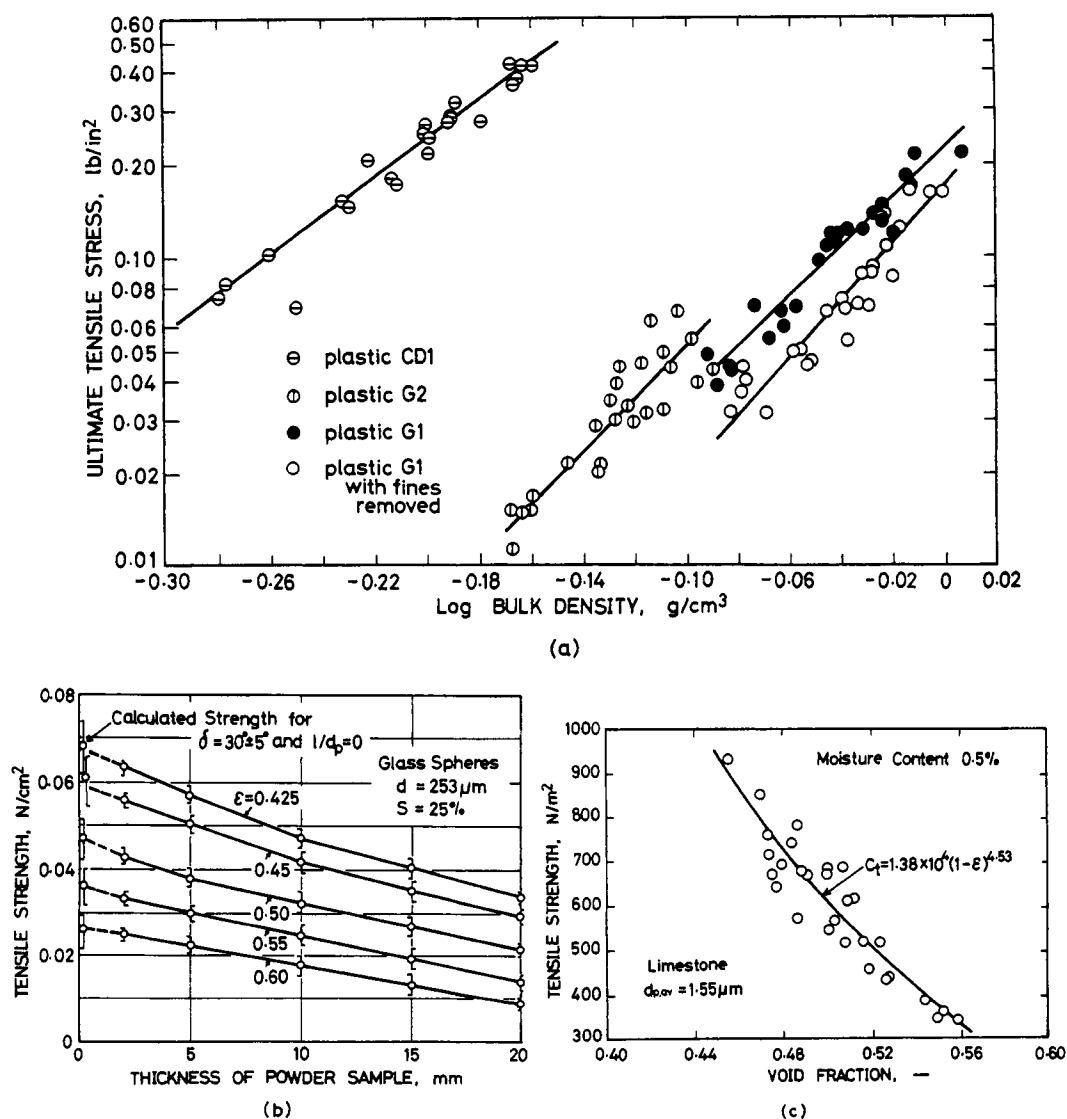 0·60
0·50
0·40
0·30
0·20
0·10
0·08
0·06
0·05
0·04
0·03
0·02
0·01
ULTIMATE TENSILE STRESS, lb/in²
plastic CD1
plastic G2
plastic G1
plastic G1
with fines
removed
−0.30 −0.26 −0.22 −0.18 −0.14 −0.10 −0.06 −0.02 0 0.02
Log BULK DENSITY, g/cm³
(a)
0·08
0·06
0·04
0·02
0
TENSILE STRENGTH, N/cm²
Calculated Strength for
δ = 30°±5° and l/dp=0
Glass Spheres
d = 253μm
S = 25%
ε=0.425
0.45
0·50
0·55
0.60
0 5 10 15 20
THICKNESS OF POWDER SAMPLE, mm
(b)
1000
900
800
700
600
500
400
300
TENSILE STRENGTH, N/m²
Moisture Content 0·5%
Ct=1.38×10⁴(1−ε)⁴·⁵³
Limestone
dp,av = 1·55μm
0.40 0.44 0.48 0.52 0.56 0.60
VOID FRACTION, —
(c)